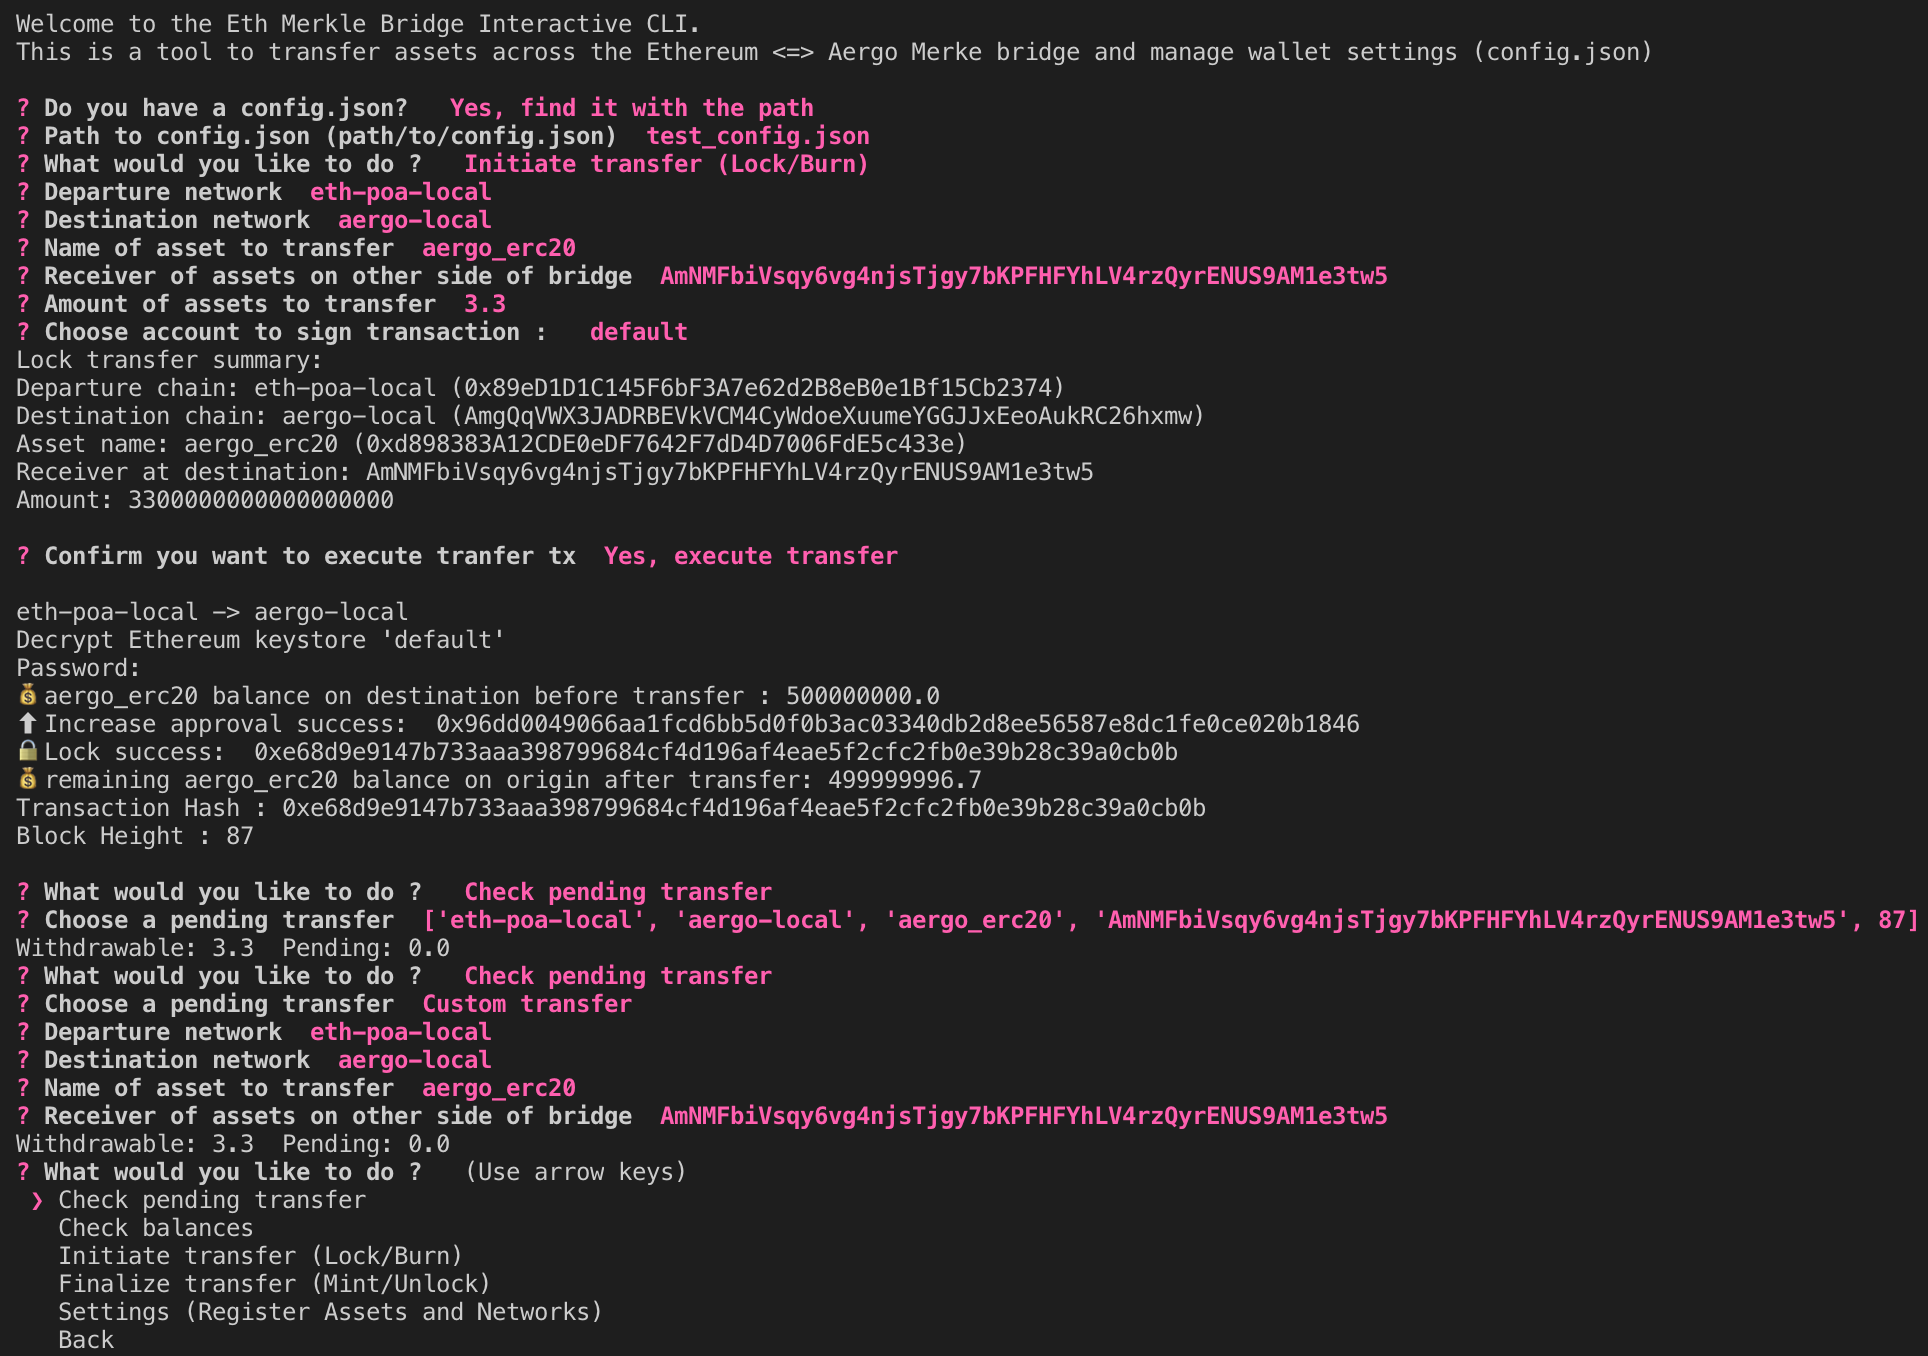 Welcome to the Eth Merkle Bridge Interactive CLI.
This is a tool to transfer assets across the Ethereum <=> Aergo Merke bridge and manage wallet settings (config.json)
? Do you have a config.json?   Yes, find it with the path
? Path to config.json (path/to/config.json)  test_config.json
? What would you like to do ?   Initiate transfer (Lock/Burn)
? Departure network  eth-poa-local
? Destination network  aergo-local
? Name of asset to transfer  aergo_erc20
? Receiver of assets on other side of bridge  AmNMFbiVsqy6vg4njsTjgy7bKPFHFYhLV4rzQyrENUS9AM1e3tw5
? Amount of assets to transfer  3.3
? Choose account to sign transaction :   default
Lock transfer summary:
Departure chain: eth-poa-local (0x89eD1D1C145F6bF3A7e62d2B8eB0e1Bf15Cb2374)
Destination chain: aergo-local (AmgQqVWX3JADRBEVkVCM4CyWdoeXuumeYGGJJxEeoAukRC26hxmw)
Asset name: aergo_erc20 (0xd898383A12CDE0eDF7642F7dD4D7006FdE5c433e)
Receiver at destination: AmNMFbiVsqy6vg4njsTjgy7bKPFHFYhLV4rzQyrENUS9AM1e3tw5
Amount: 3300000000000000000
? Confirm you want to execute tranfer tx  Yes, execute transfer
eth-poa-local -> aergo-local
Decrypt Ethereum keystore 'default'
Password:
💰aergo_erc20 balance on destination before transfer : 500000000.0
⬆️Increase approval success:  0x96dd0049066aa1fcd6bb5d0f0b3ac03340db2d8ee56587e8dc1fe0ce020b1846
🔒Lock success:  0xe68d9e9147b733aaa398799684cf4d196af4eae5f2cfc2fb0e39b28c39a0cb0b
💰remaining aergo_erc20 balance on origin after transfer: 499999996.7
Transaction Hash : 0xe68d9e9147b733aaa398799684cf4d196af4eae5f2cfc2fb0e39b28c39a0cb0b
Block Height : 87
? What would you like to do ?   Check pending transfer
? Choose a pending transfer  ['eth-poa-local', 'aergo-local', 'aergo_erc20', 'AmNMFbiVsqy6vg4njsTjgy7bKPFHFYhLV4rzQyrENUS9AM1e3tw5', 87]
Withdrawable: 3.3  Pending: 0.0
? What would you like to do ?   Check pending transfer
? Choose a pending transfer  Custom transfer
? Departure network  eth-poa-local
? Destination network  aergo-local
? Name of asset to transfer  aergo_erc20
? Receiver of assets on other side of bridge  AmNMFbiVsqy6vg4njsTjgy7bKPFHFYhLV4rzQyrENUS9AM1e3tw5
Withdrawable: 3.3  Pending: 0.0
? What would you like to do ?   (Use arrow keys)
❯ Check pending transfer
Check balances
Initiate transfer (Lock/Burn)
Finalize transfer (Mint/Unlock)
Settings (Register Assets and Networks)
Back